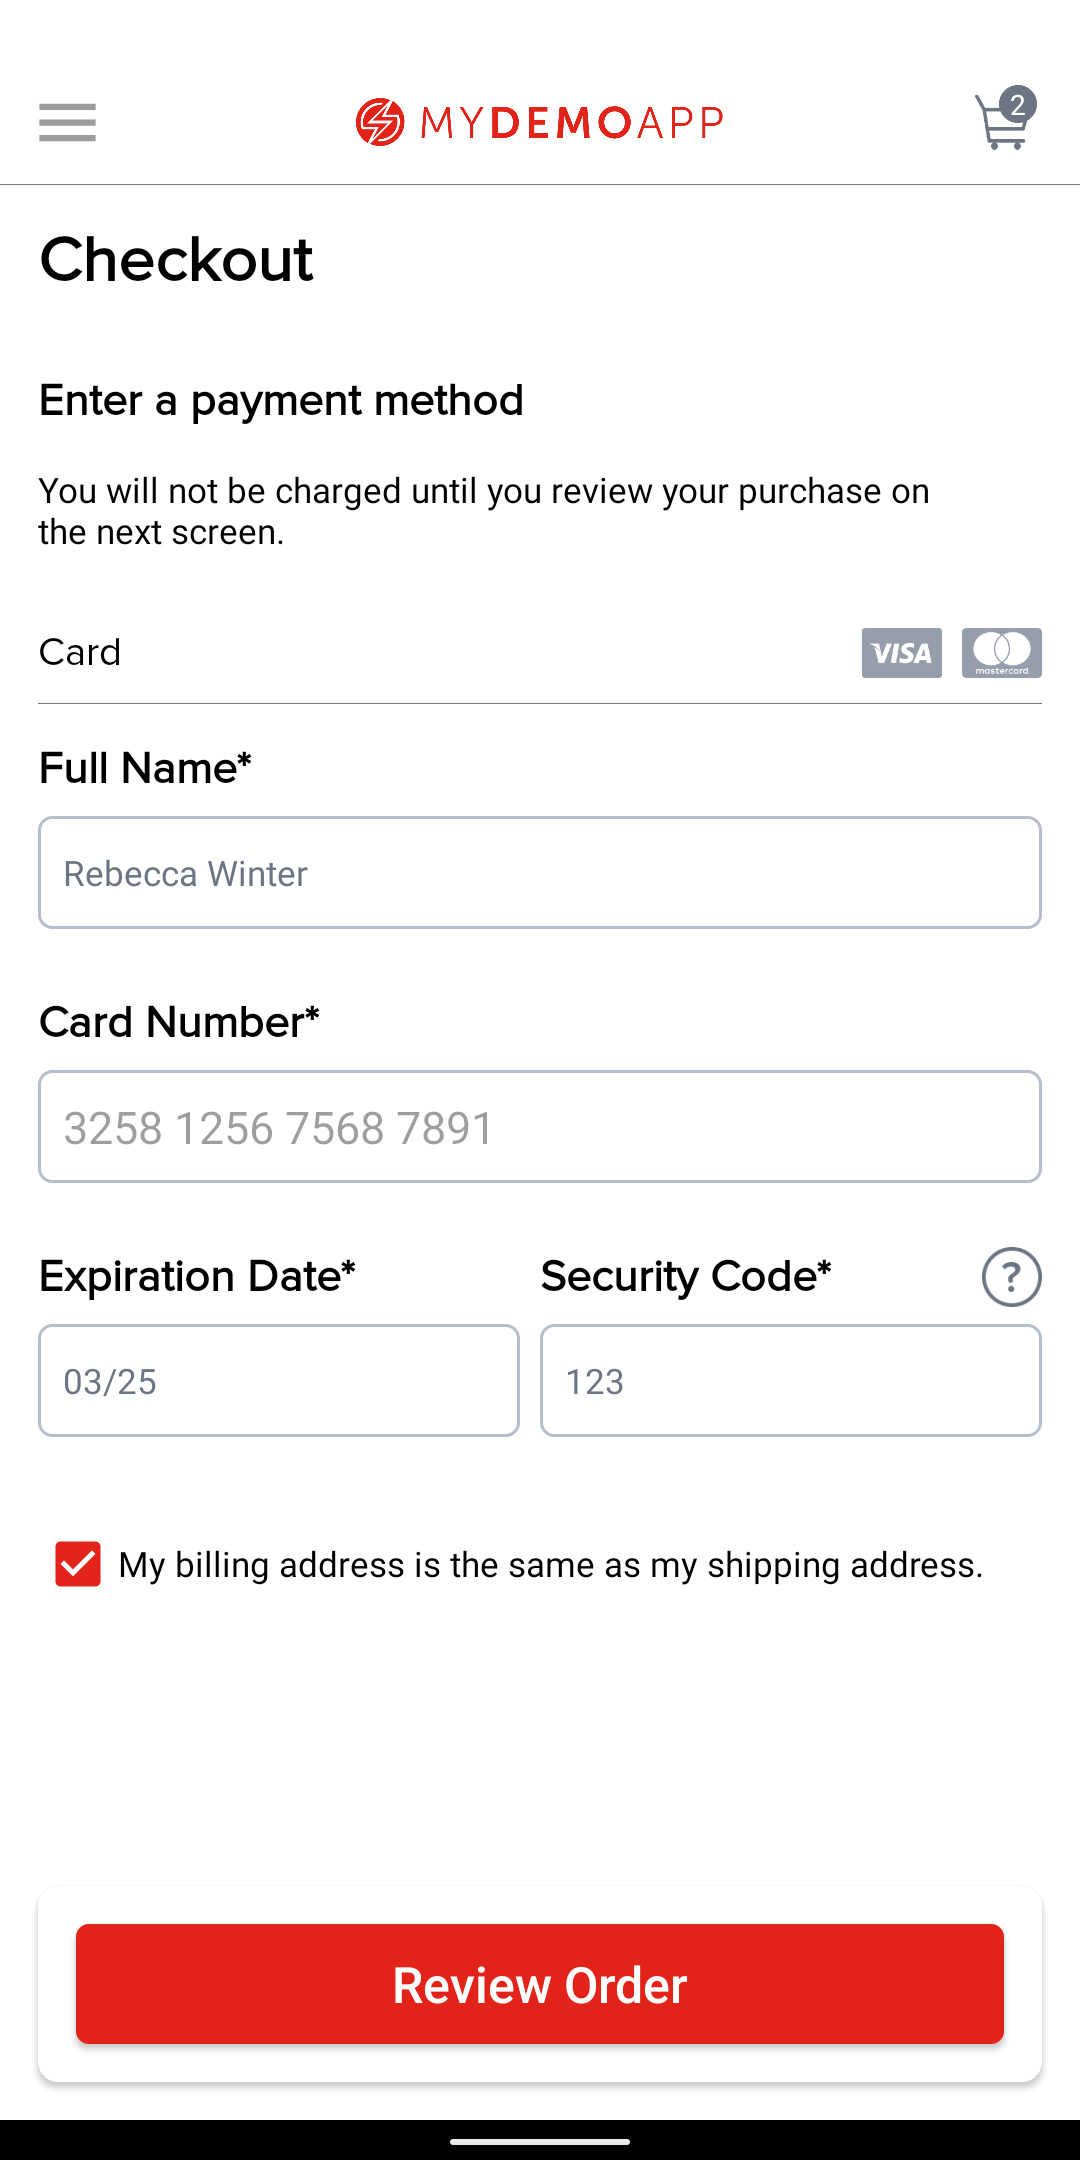 MYDEMOAPP
2
Checkout
Enter a payment method
You will not be charged until you review your purchase on
the next screen.
Card
VISA
mastercard
Full Name*
Rebecca Winter
Card Number*
3258 1256 7568 7891
Expiration Date*
Security Code*
?
03/25
123
My billing address is the same as my shipping address.
Review Order